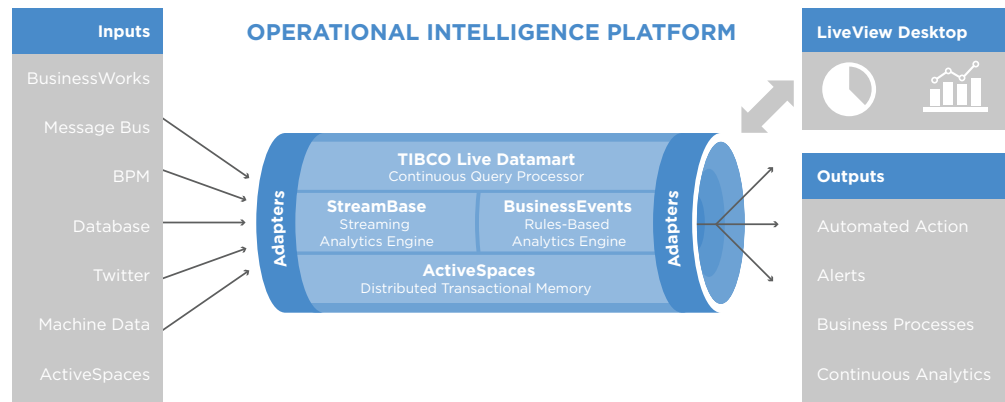 Inputs
BusinessWorks
Message Bus
BPM
Database
Twitter
Machine Data
ActiveSpaces
OPERATIONAL INTELLIGENCE PLATFORM
Adapters
TIBCO Live Datamart
Continuous Query Processor
StreamBase
Streaming
Analytics Engine
BusinessEvents
Rules-Based
Analytics Engine
ActiveSpaces
Distributed Transactional Memory
Adapters
LiveView Desktop
Outputs
Automated Action
Alerts
Business Processes
Continuous Analytics